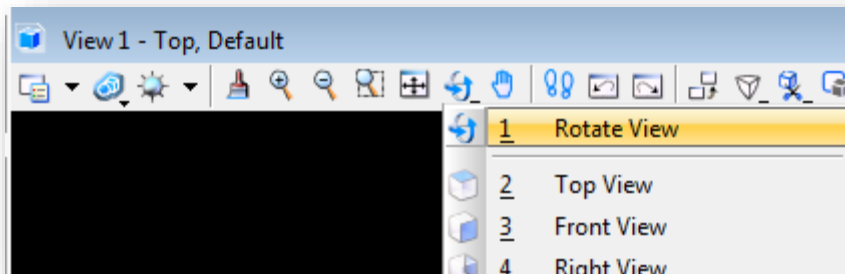 View 1 - Top, Default
1 Rotate View
2 Top View
3 Front View
4 Right View